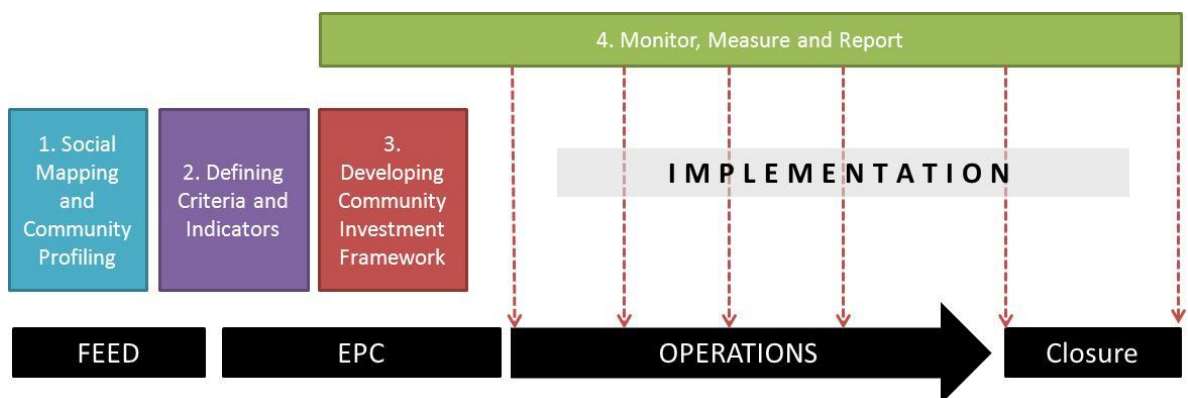 4. Monitor, Measure and Report
1. Social
Mapping
and
Community
Profiling
2. Defining
Criteria and
Indicators
3.
Developing
Community
Investment
Framework
IMPLEMENTATION
FEED
EPC
OPERATIONS
Closure